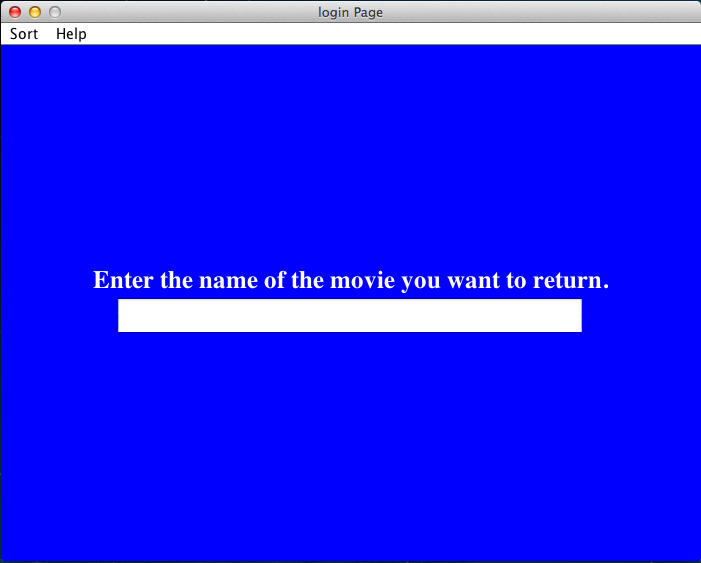 login Page
Sort Help
Enter the name of the movie you want to return.